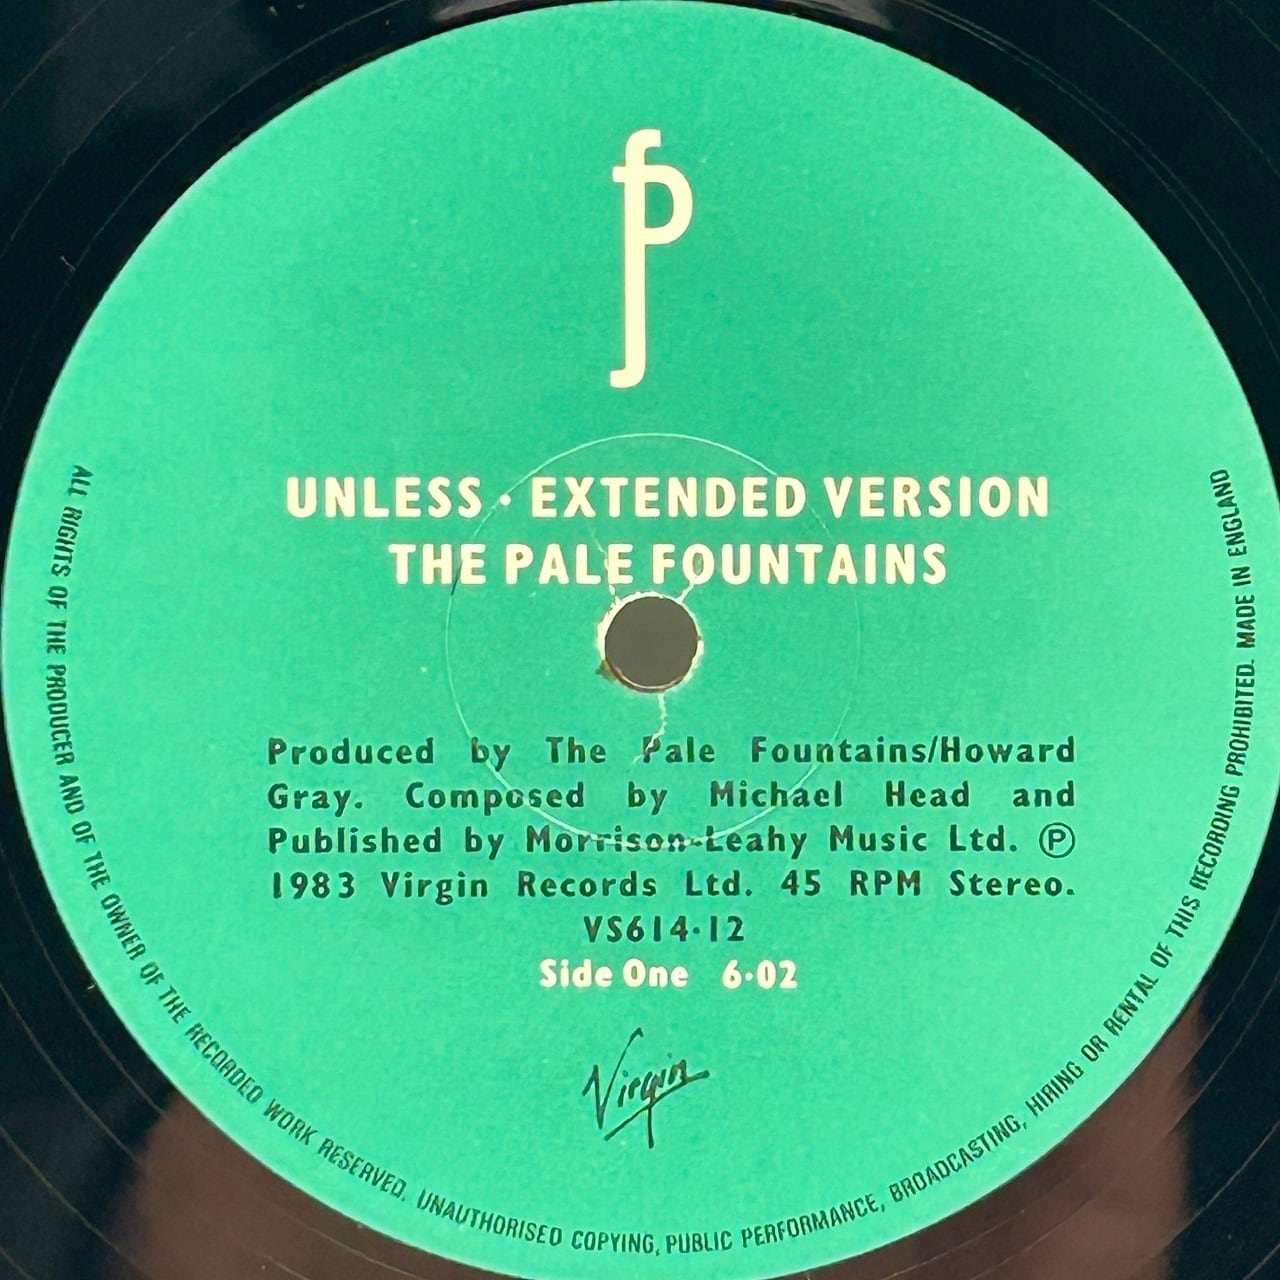 fp
UNLESS · EXTENDED VERSION
THE PALE FOUNTAINS
Produced by The Pale Fountains/Howard
Gray. Composed by Michael Head and
Published by Morrison-Leahy Music Ltd. ℗
1983 Virgin Records Ltd. 45 RPM Stereo.
VS614·12
Side One 6·02
Virgin
ALL RIGHTS OF THE PRODUCER AND OF THE OWNER OF THE RECORDED WORK RESERVED. UNAUTHORISED COPYING, PUBLIC PERFORMANCE, BROADCASTING, HIRING OR RENTAL OF THIS RECORDING PROHIBITED. MADE IN ENGLAND